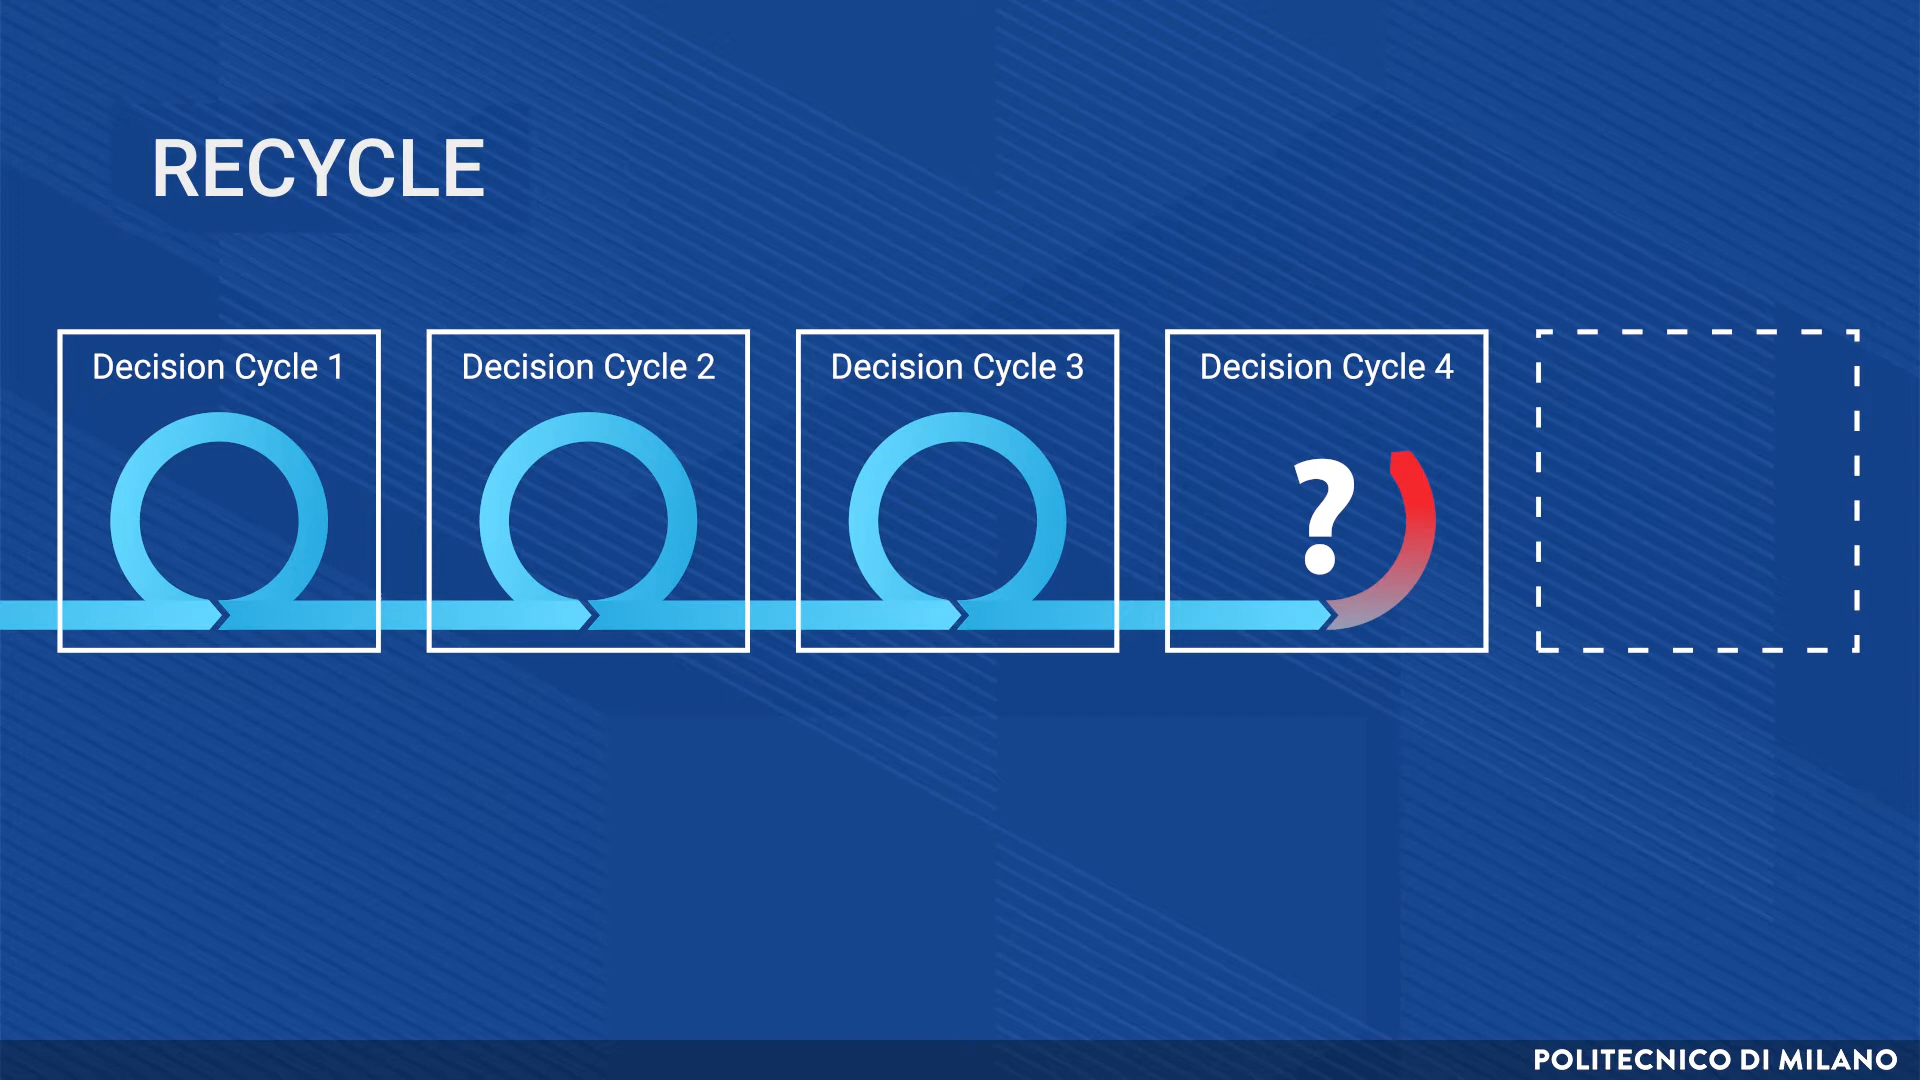 RECYCLE
Decision Cycle 1
Decision Cycle 2
Decision Cycle 3
Decision Cycle 4
?
POLITECNICO DI MILANO